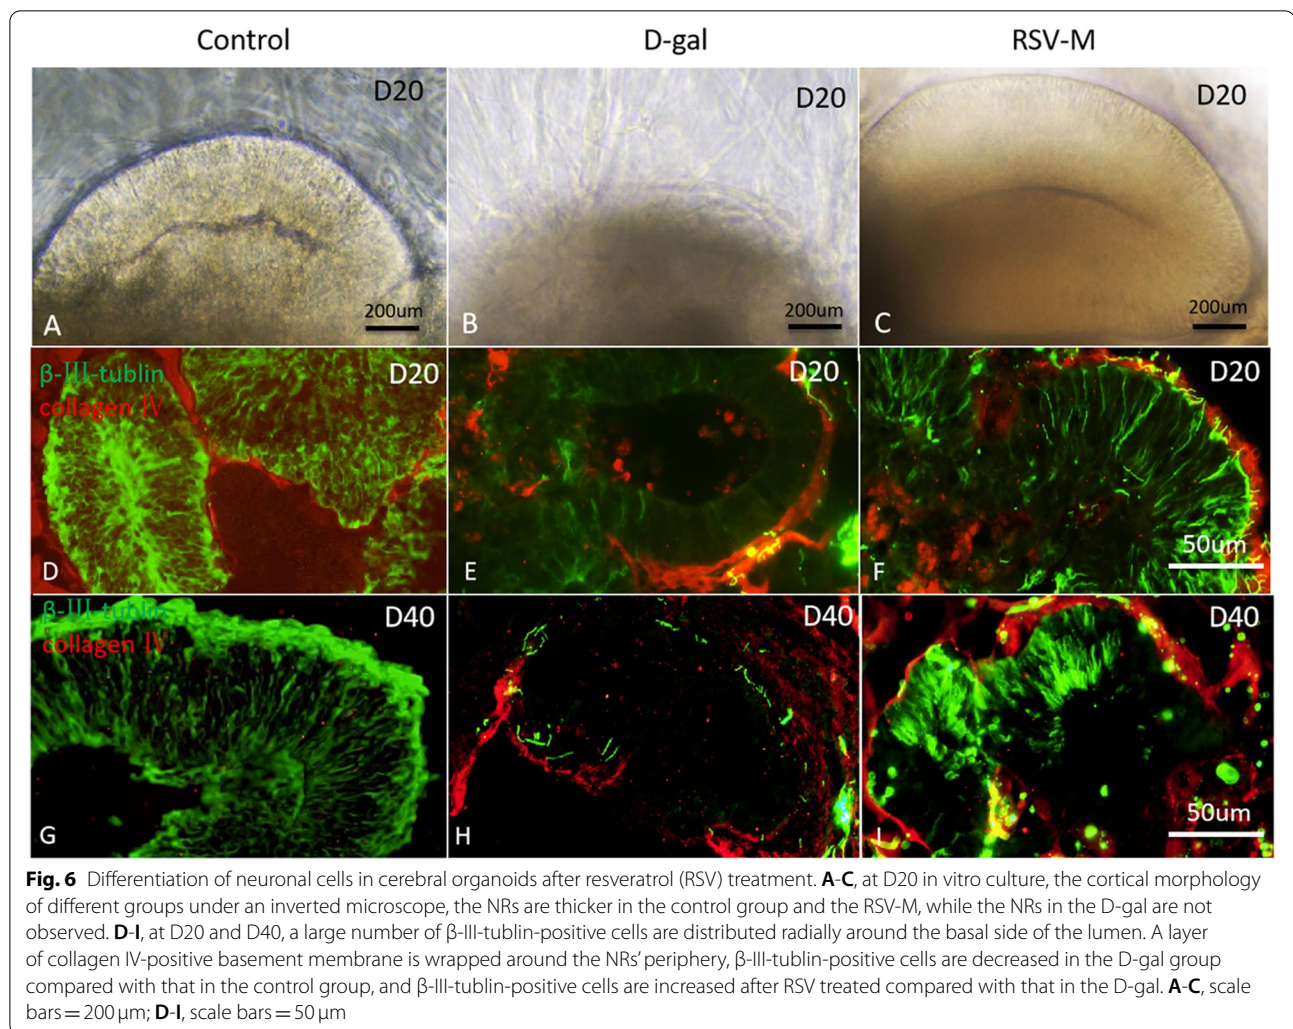 Control D-gal RSV-M
D20 D20 D20
200um 200um 200um
A B C
β-III-tublin
collagen IV
D20 D20 D20
50um
D E F
β-III-tublin
collagen IV
D40 D40 D40
50um
G H I
Fig. 6 Differentiation of neuronal cells in cerebral organoids after resveratrol (RSV) treatment. A-C, at D20 in vitro culture, the cortical morphology
of different groups under an inverted microscope, the NRs are thicker in the control group and the RSV-M, while the NRs in the D-gal are not
observed. D-I, at D20 and D40, a large number of β-III-tublin-positive cells are distributed radially around the basal side of the lumen. A layer
of collagen IV-positive basement membrane is wrapped around the NRs’ periphery, β-III-tublin-positive cells are decreased in the D-gal group
compared with that in the control group, and β-III-tublin-positive cells are increased after RSV treated compared with that in the D-gal. A-C, scale
bars = 200 μm; D-I, scale bars = 50 μm